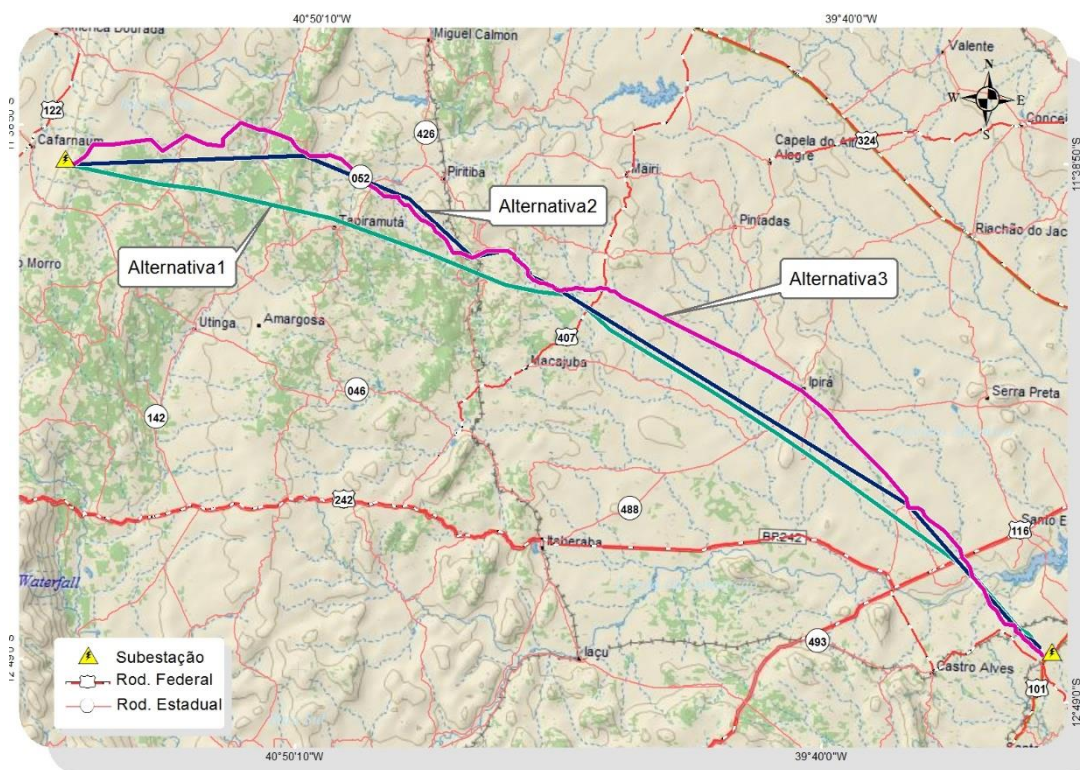 40°50'10"W
39°40'0"W
América Dourada
Miguel Calmon
Valente
N
W
E
S
122
Cafarnaum
426
Capela do Al
Alegre
324
Concei
11°38'50"S
052
Piritiba
Mairi
Alternativa2
Pintadas
Riachão do Jac
Tapiramutá
o Morro
Alternativa1
Alternativa3
Utinga
Amargosa
407
Macajuba
Ipirá
Serra Preta
046
142
242
488
BR242
116
Santo E
Itaberaba
Waterfall
Subestação
Rod. Federal
Rod. Estadual
493
Iaçu
Castro Alves
101
12°49'0"S
40°50'10"W
39°40'0"W